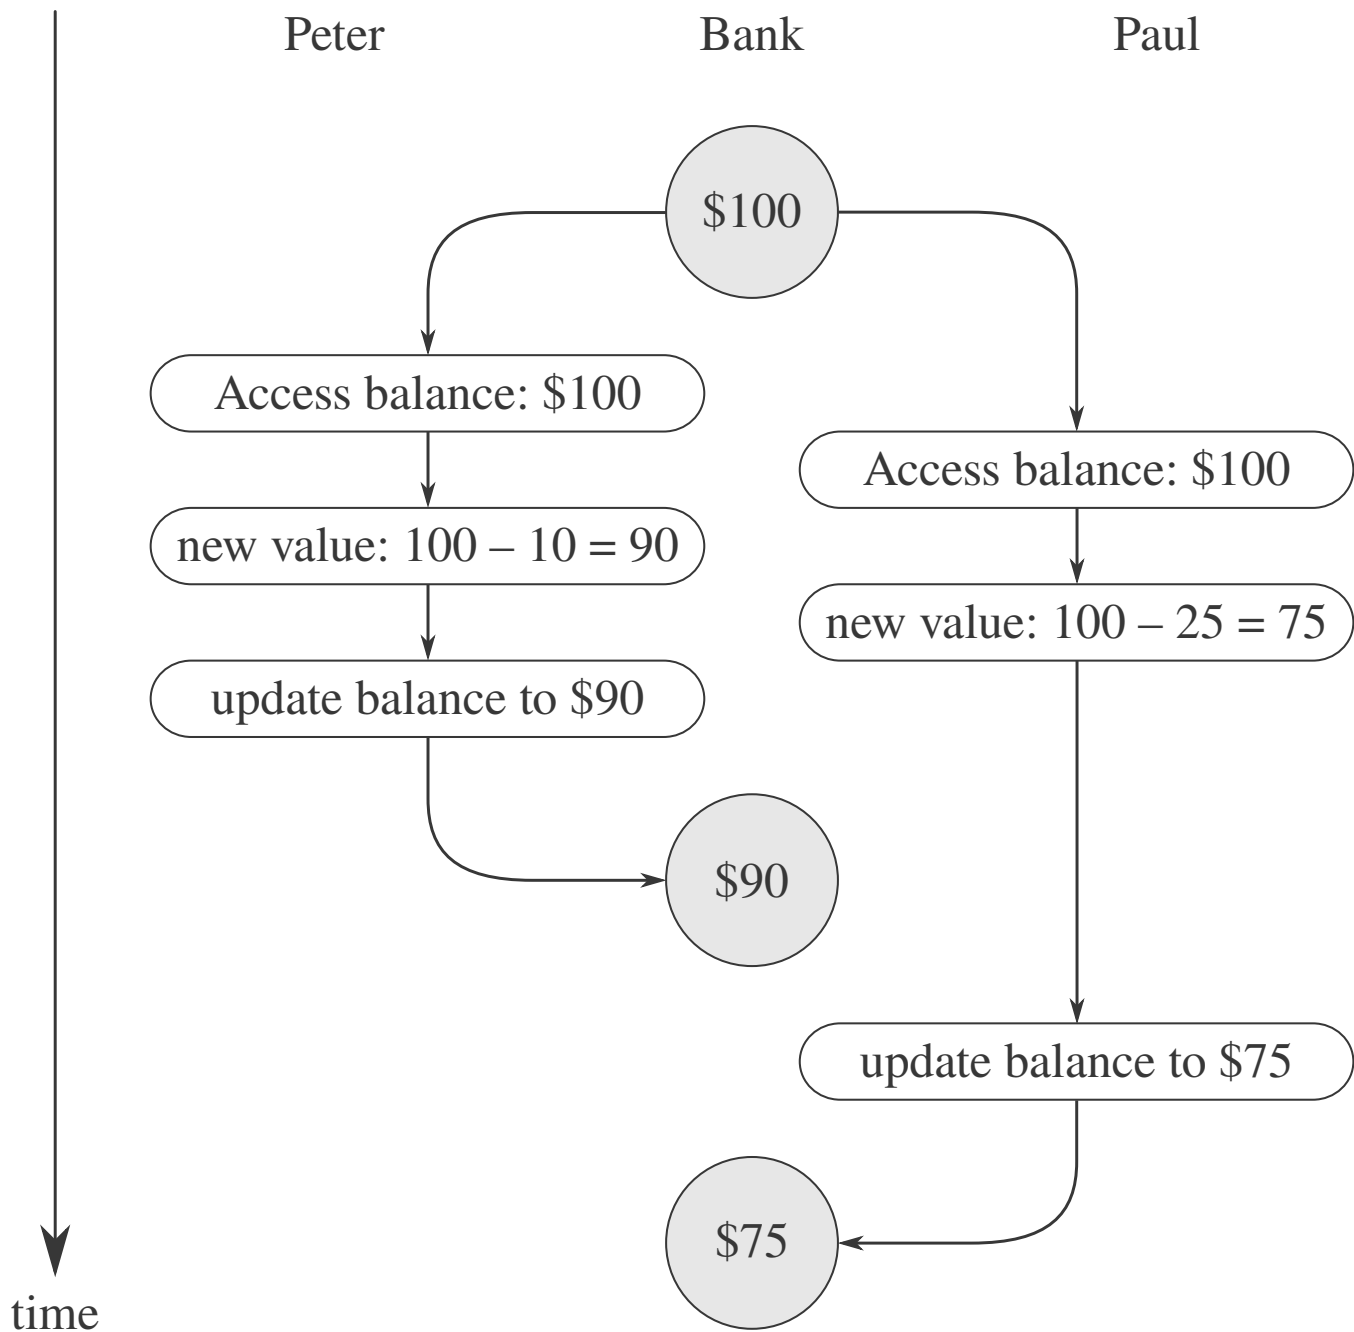 Peter Bank Paul
$100
Access balance: $100
Access balance: $100
new value: 100 – 10 = 90
new value: 100 – 25 = 75
update balance to $90
$90
update balance to $75
$75
time